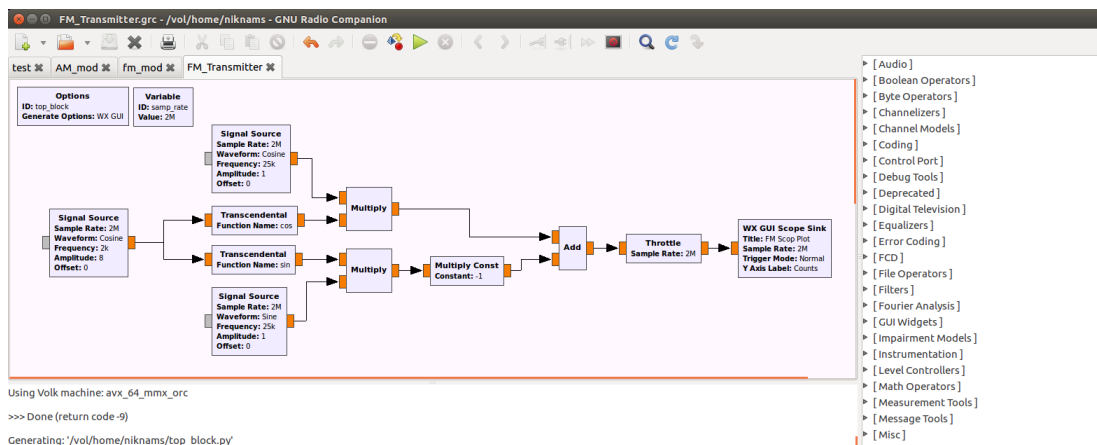 FM_Transmitter.grc - /vol/home/niknams - GNU Radio Companion
test AM_mod fm_mod FM_Transmitter
Options
ID: top_block
Generate Options: WX GUI
Variable
ID: samp_rate
Value: 2M
Signal Source
Sample Rate: 2M
Waveform: Cosine
Frequency: 25k
Amplitude: 1
Offset: 0
Signal Source
Sample Rate: 2M
Waveform: Cosine
Frequency: 2k
Amplitude: 8
Offset: 0
Transcendental
Function Name: cos
Transcendental
Function Name: sin
Signal Source
Sample Rate: 2M
Waveform: Sine
Frequency: 25k
Amplitude: 1
Offset: 0
Multiply
Multiply
Multiply Const
Constant: -1
Add
Throttle
Sample Rate: 2M
WX GUI Scope Sink
Title: FM Scop Plot
Sample Rate: 2M
Trigger Mode: Normal
Y Axis Label: Counts
Using Volk machine: avx_64_mmx_orc
>>> Done (return code -9)
Generating: '/vol/home/niknams/top_block.py'
[ Audio ]
[ Boolean Operators ]
[ Byte Operators ]
[ Channelizers ]
[ Channel Models ]
[ Coding ]
[ Control Port ]
[ Debug Tools ]
[ Deprecated ]
[ Digital Television ]
[ Equalizers ]
[ Error Coding ]
[ FCD ]
[ File Operators ]
[ Filters ]
[ Fourier Analysis ]
[ GUI Widgets ]
[ Impairment Models ]
[ Instrumentation ]
[ Level Controllers ]
[ Math Operators ]
[ Measurement Tools ]
[ Message Tools ]
[ Misc ]